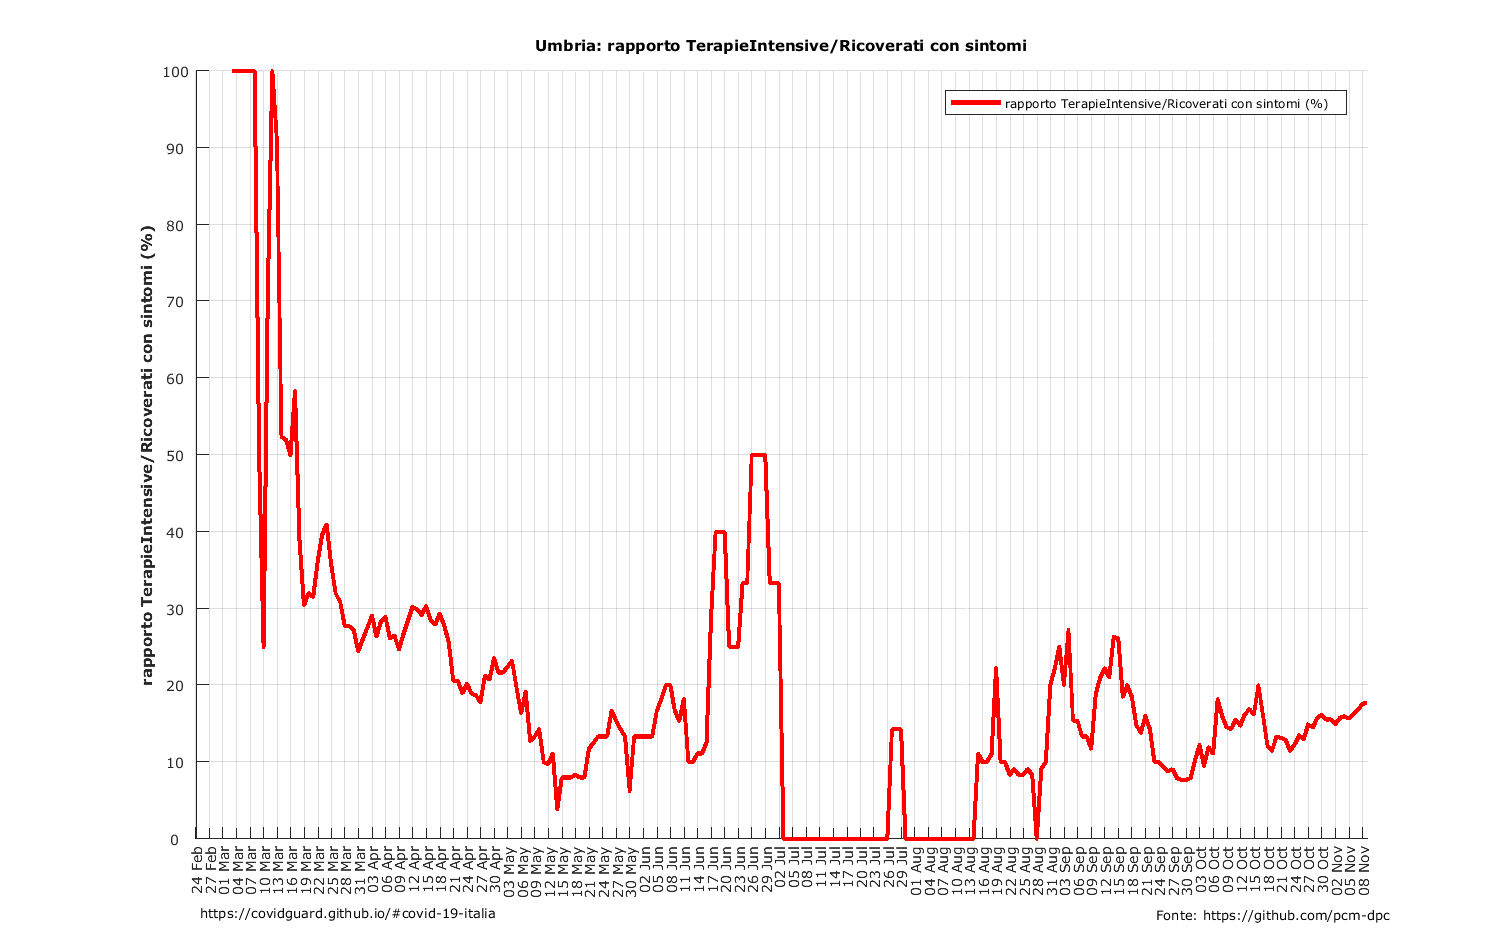 Umbria: rapporto TerapieIntensive/Ricoverati con sintomi
rapporto TerapieIntensive/Ricoverati con sintomi (%)
rapporto TerapieIntensive/Ricoverati con sintomi (%)
100
90
80
70
60
50
40
30
20
10
0
24 Feb
27 Feb
01 Mar
04 Mar
07 Mar
10 Mar
13 Mar
16 Mar
19 Mar
22 Mar
25 Mar
28 Mar
31 Mar
03 Apr
06 Apr
09 Apr
12 Apr
15 Apr
18 Apr
21 Apr
24 Apr
27 Apr
30 Apr
03 May
06 May
09 May
12 May
15 May
18 May
21 May
24 May
27 May
30 May
02 Jun
05 Jun
08 Jun
11 Jun
14 Jun
17 Jun
20 Jun
23 Jun
26 Jun
29 Jun
02 Jul
05 Jul
08 Jul
11 Jul
14 Jul
17 Jul
20 Jul
23 Jul
26 Jul
29 Jul
01 Aug
04 Aug
07 Aug
10 Aug
13 Aug
16 Aug
19 Aug
22 Aug
25 Aug
28 Aug
31 Aug
03 Sep
06 Sep
09 Sep
12 Sep
15 Sep
18 Sep
21 Sep
24 Sep
27 Sep
30 Sep
03 Oct
06 Oct
09 Oct
12 Oct
15 Oct
18 Oct
21 Oct
24 Oct
27 Oct
30 Oct
02 Nov
05 Nov
08 Nov
https://covidguard.github.io/#covid-19-italia
Fonte: https://github.com/pcm-dpc